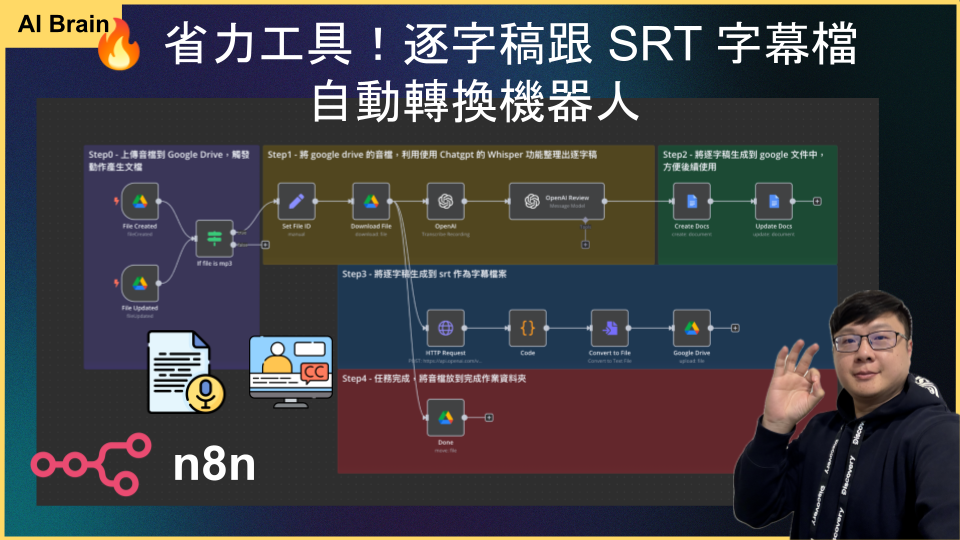 AI Brain
🔥 省力工具！逐字稿跟 SRT 字幕檔
自動轉換機器人
Step0 - 上傳音檔到 Google Drive，觸發
動作產生文檔
File Created
fileCreated
File Updated
fileUpdated
If file is mp3
true
false
Step1 - 將 google drive 的音檔，利用使用 Chatgpt 的 Whisper 功能整理出逐字稿
Set File ID
manual
Download File
download: file
OpenAI
Transcribe Recording
OpenAI Review
Message Model
Step2 - 將逐字稿生成到 google 文件中，
方便後續使用
Create Docs
create: document
Update Docs
update: document
Step3 - 將逐字稿生成到 srt 作為字幕檔案
HTTP Request
Code
Convert to File
Convert to Text File
Google Drive
upload: file
Step4 - 任務完成，將音檔放到完成作業資料夾
Done
move: file
CC
n8n
Discovery
Discovery
Discovery